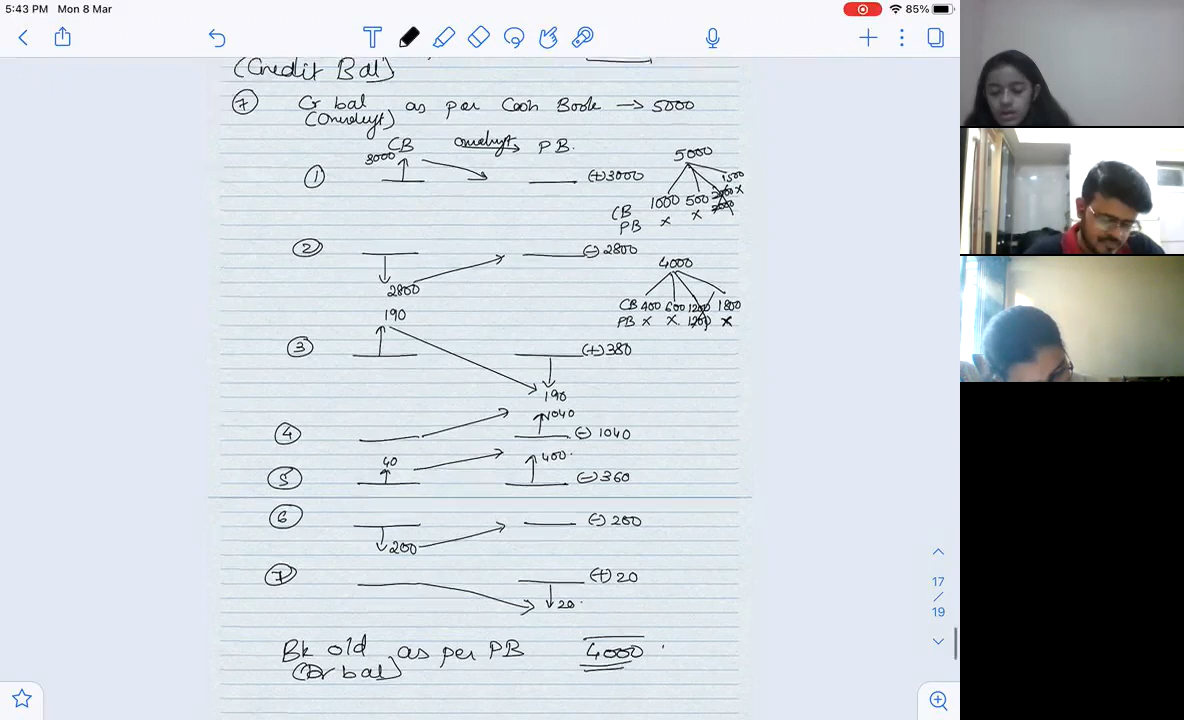 5:43 PM Mon 8 Mar
85%
(Credit Bal)
7 Cr bal as per Cash Book → 5000
(Overdraft)
CB overdraft PB.
3000
1 (+) 3000
5000
1000 500 1500
CB
PB x x x
2 (-) 2800
2800
4000
CB 400 600 1200 1800
PB x x. 1200 x
190
3 (+) 380
190
1040
4 (-) 1040
40 400.
5 (-) 360
6 (-) 200
200
7 (+) 20
20.
Bk old as per PB 4000
(Dr bal)
17
/
19